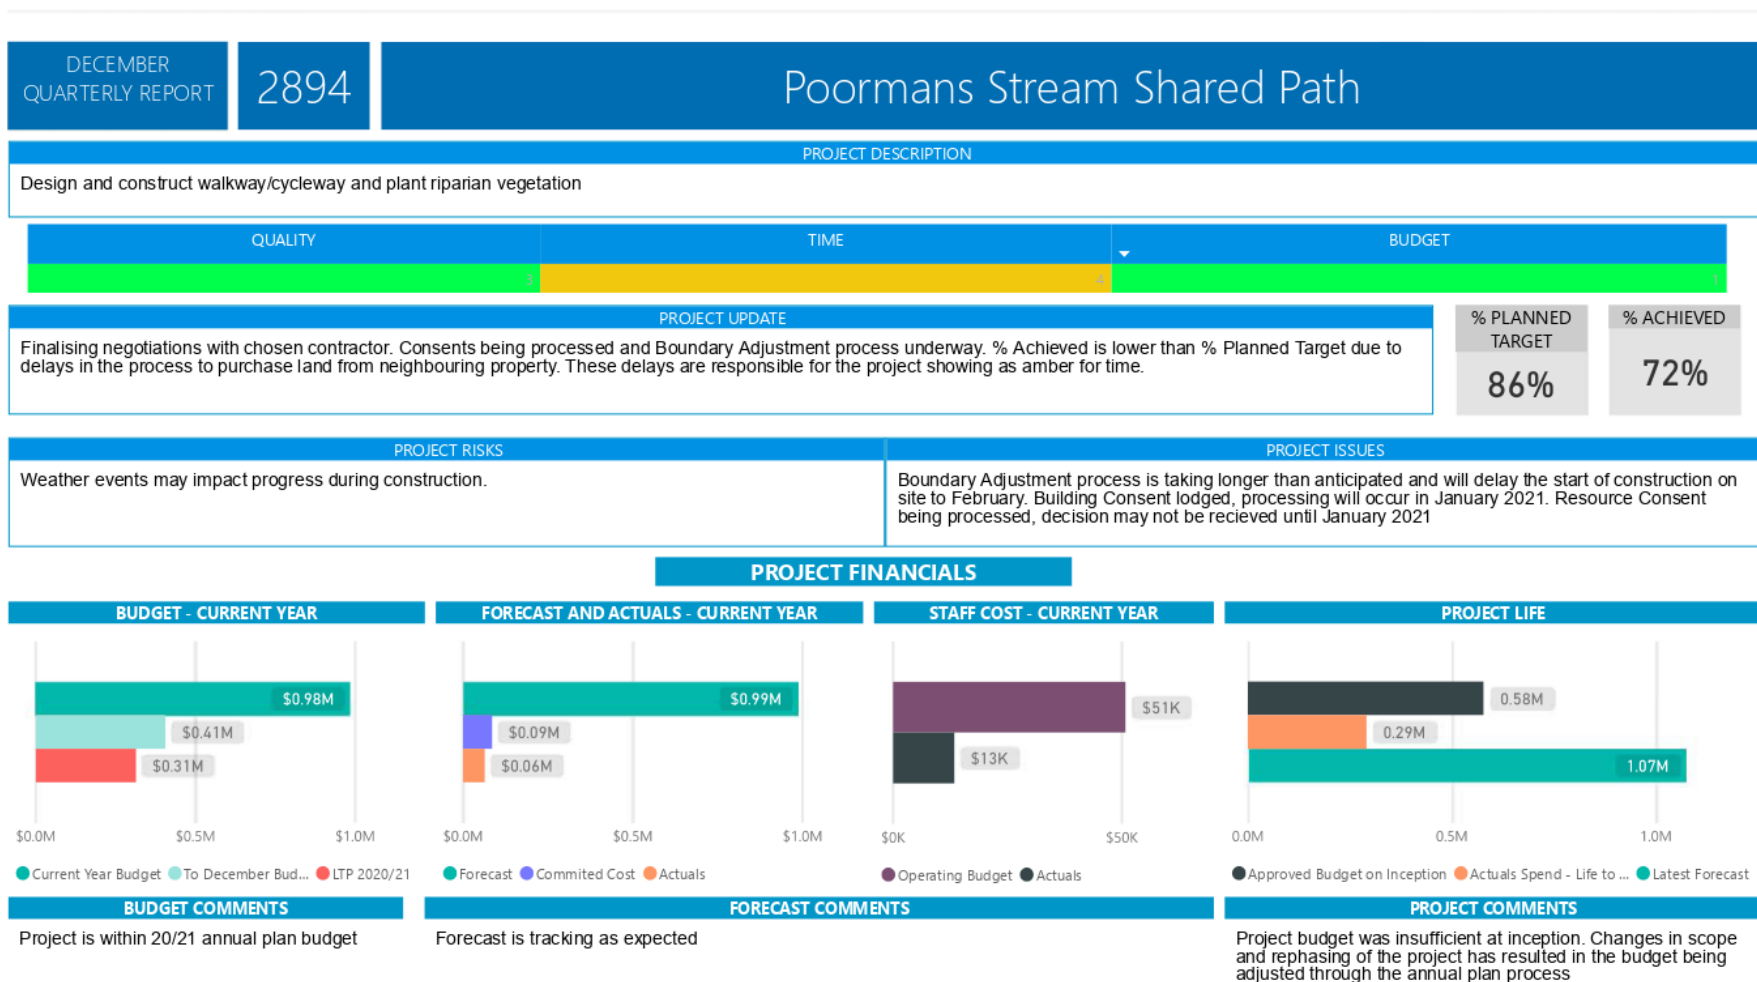 DECEMBER
QUARTERLY REPORT
2894
Poormans Stream Shared Path
PROJECT DESCRIPTION
Design and construct walkway/cycleway and plant riparian vegetation
QUALITY
TIME
BUDGET
3
4
1
PROJECT UPDATE
Finalising negotiations with chosen contractor. Consents being processed and Boundary Adjustment process underway. % Achieved is lower than % Planned Target due to
delays in the process to purchase land from neighbouring property. These delays are responsible for the project showing as amber for time.
% PLANNED
TARGET
86%
% ACHIEVED
72%
PROJECT RISKS
Weather events may impact progress during construction.
PROJECT ISSUES
Boundary Adjustment process is taking longer than anticipated and will delay the start of construction on
site to February. Building Consent lodged, processing will occur in January 2021. Resource Consent
being processed, decision may not be recieved until January 2021
PROJECT FINANCIALS
BUDGET - CURRENT YEAR
$0.98M
$0.41M
$0.31M
$0.0M $0.5M $1.0M
Current Year Budget To December Bud... LTP 2020/21
FORECAST AND ACTUALS - CURRENT YEAR
$0.99M
$0.09M
$0.06M
$0.0M $0.5M $1.0M
Forecast Commited Cost Actuals
STAFF COST - CURRENT YEAR
$51K
$13K
$0K $50K
Operating Budget Actuals
PROJECT LIFE
0.58M
0.29M
1.07M
0.0M 0.5M 1.0M
Approved Budget on Inception Actuals Spend - Life to ... Latest Forecast
BUDGET COMMENTS
Project is within 20/21 annual plan budget
FORECAST COMMENTS
Forecast is tracking as expected
PROJECT COMMENTS
Project budget was insufficient at inception. Changes in scope
and rephasing of the project has resulted in the budget being
adjusted through the annual plan process